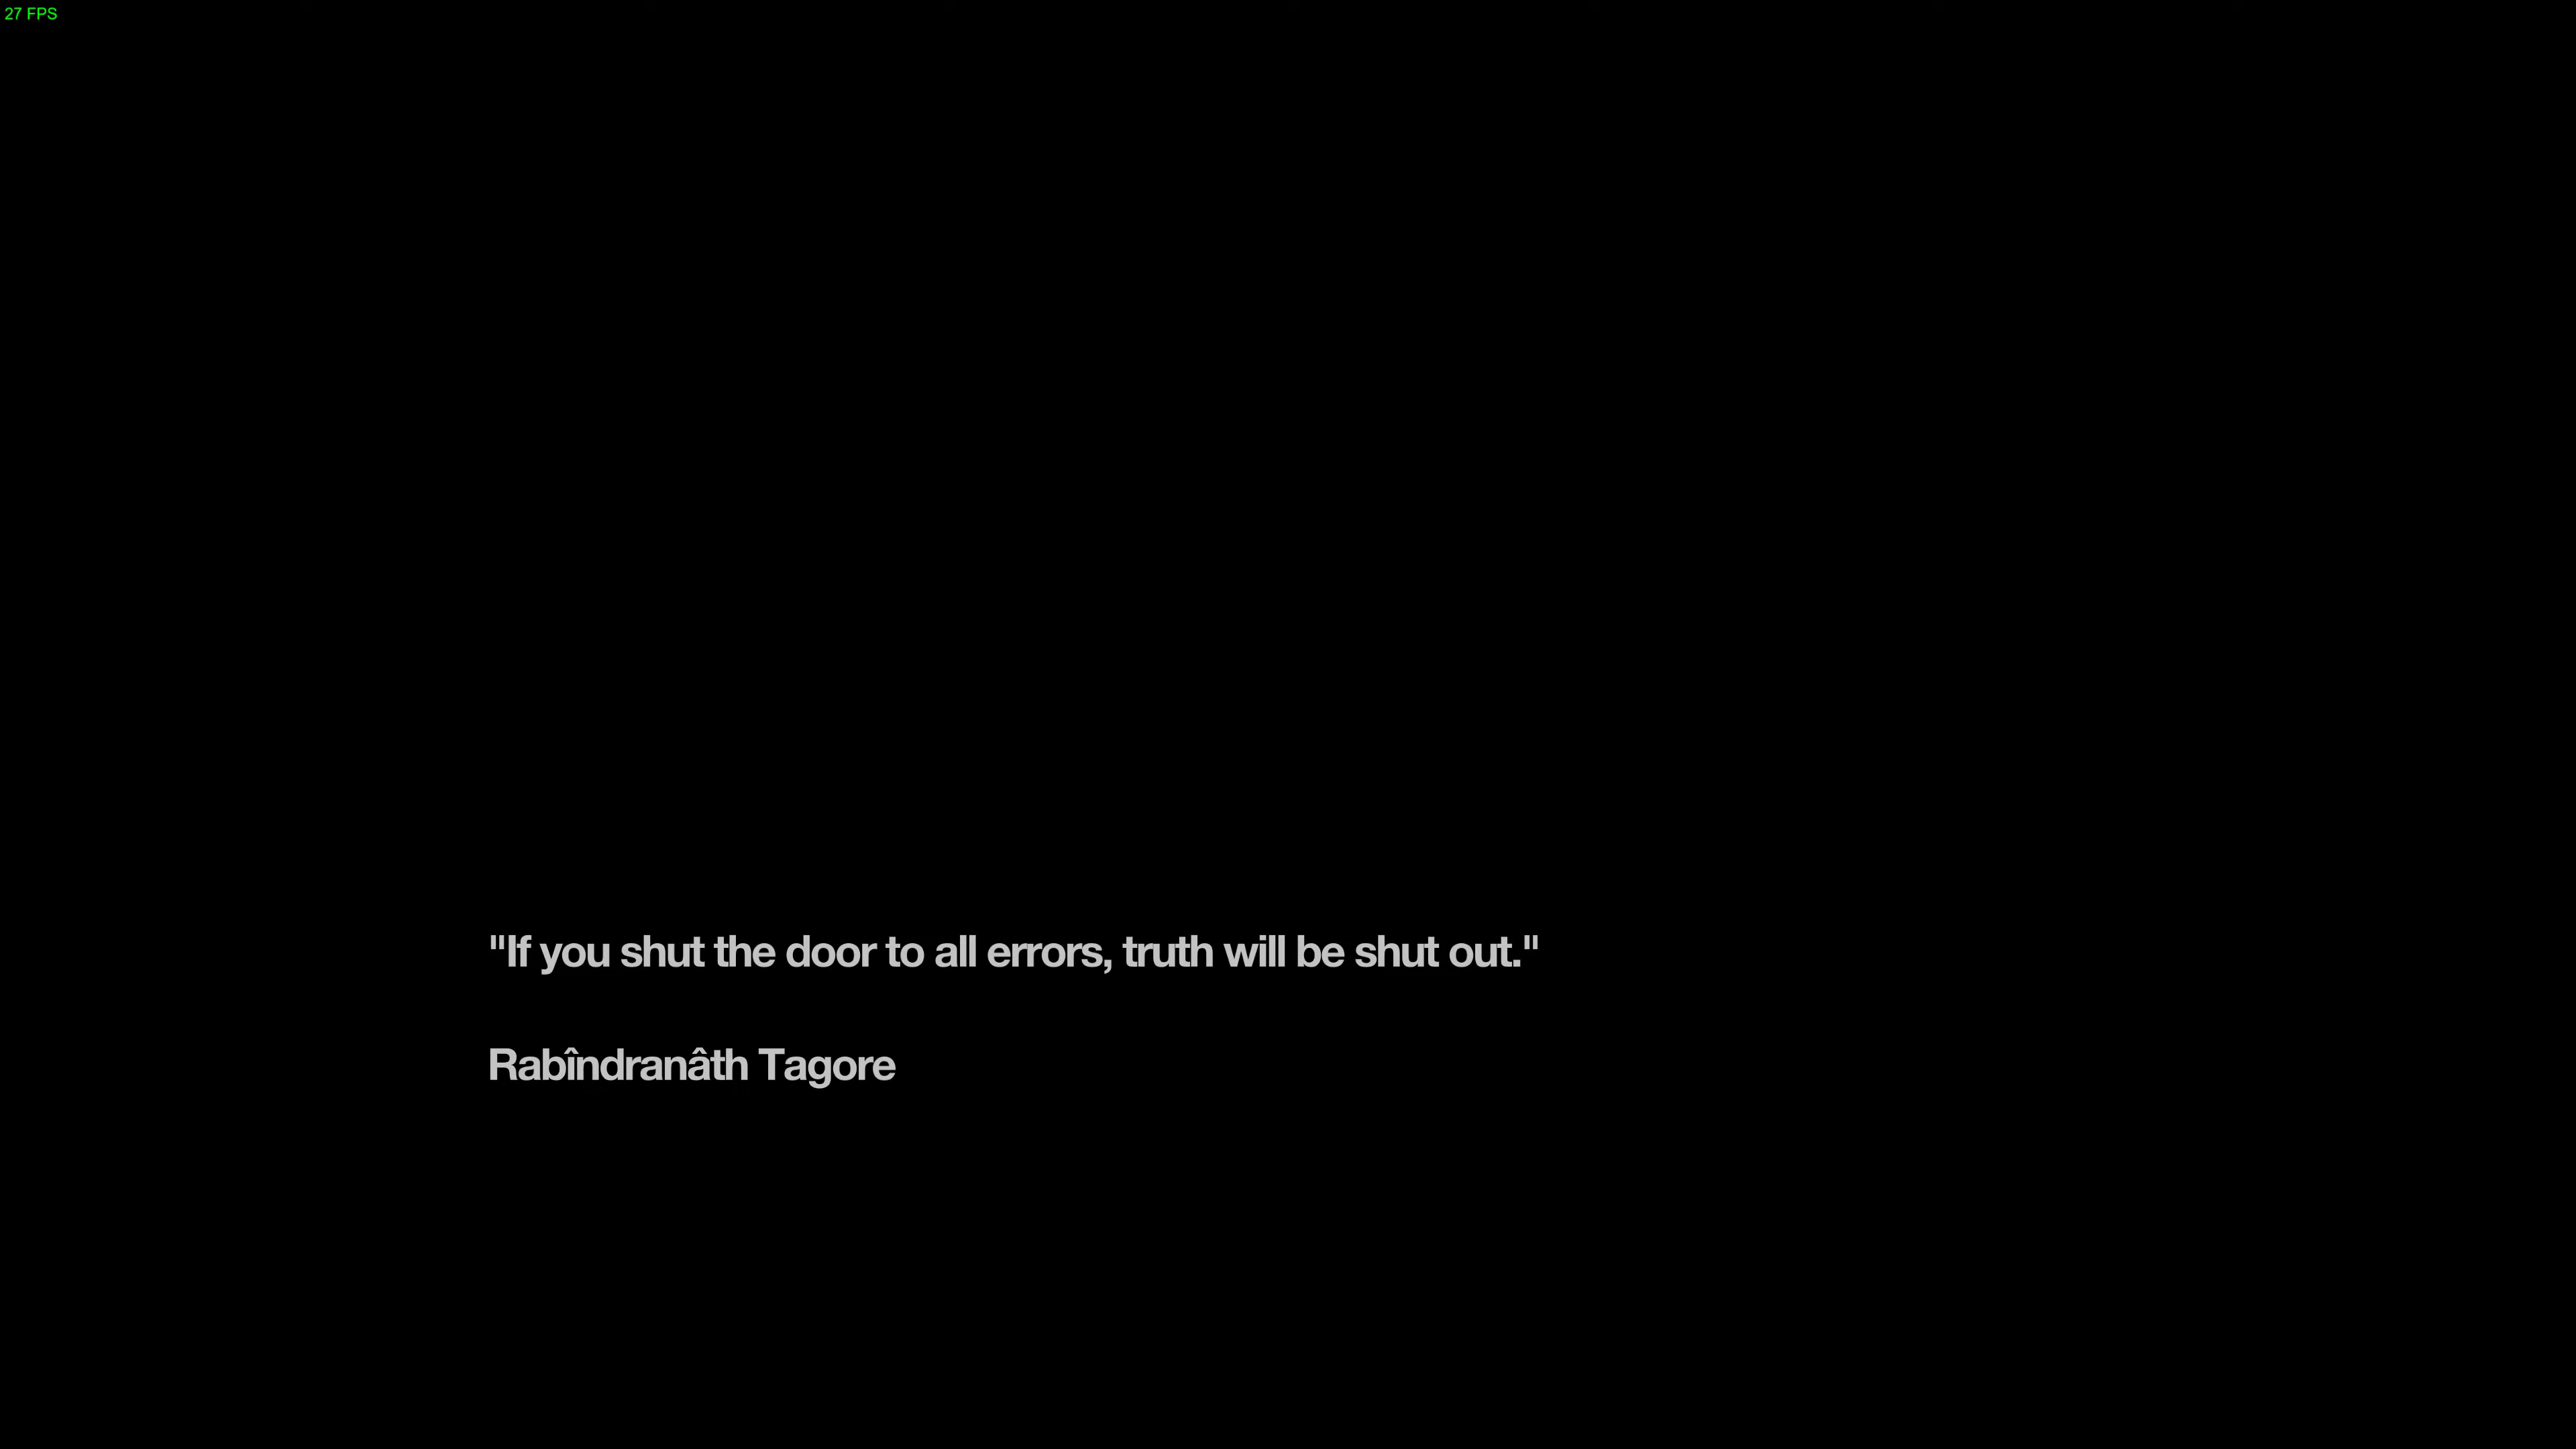 27 FPS
"If you shut the door to all errors, truth will be shut out."
Rabîndranâth Tagore